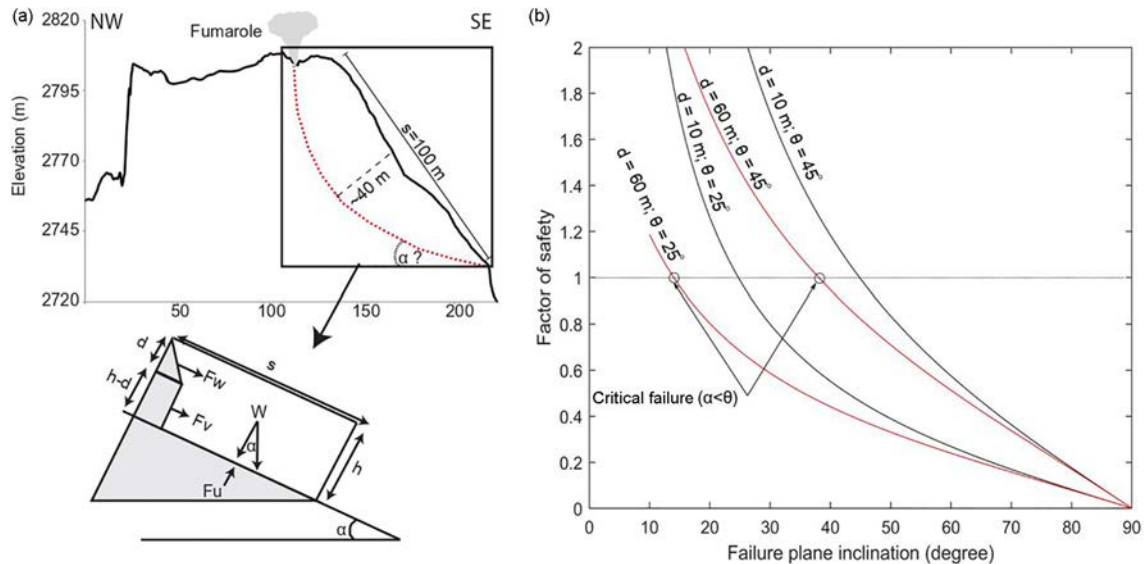 (a)
2820
NW
SE
Fumarole
2795
2770
2745
2720
Elevation (m)
s=100 m
~40 m
α ?
50
100
150
200
d
h-d
s
Fw
Fv
W
α
h
Fu
α
(b)
2
1.8
1.6
1.4
1.2
1
0.8
0.6
0.4
0.2
0
Factor of safety
d = 10 m; θ = 45°
d = 60 m; θ = 45°
d = 10 m; θ = 25°
d = 60 m; θ = 25°
Critical failure (α<θ)
0
10
20
30
40
50
60
70
80
90
Failure plane inclination (degree)